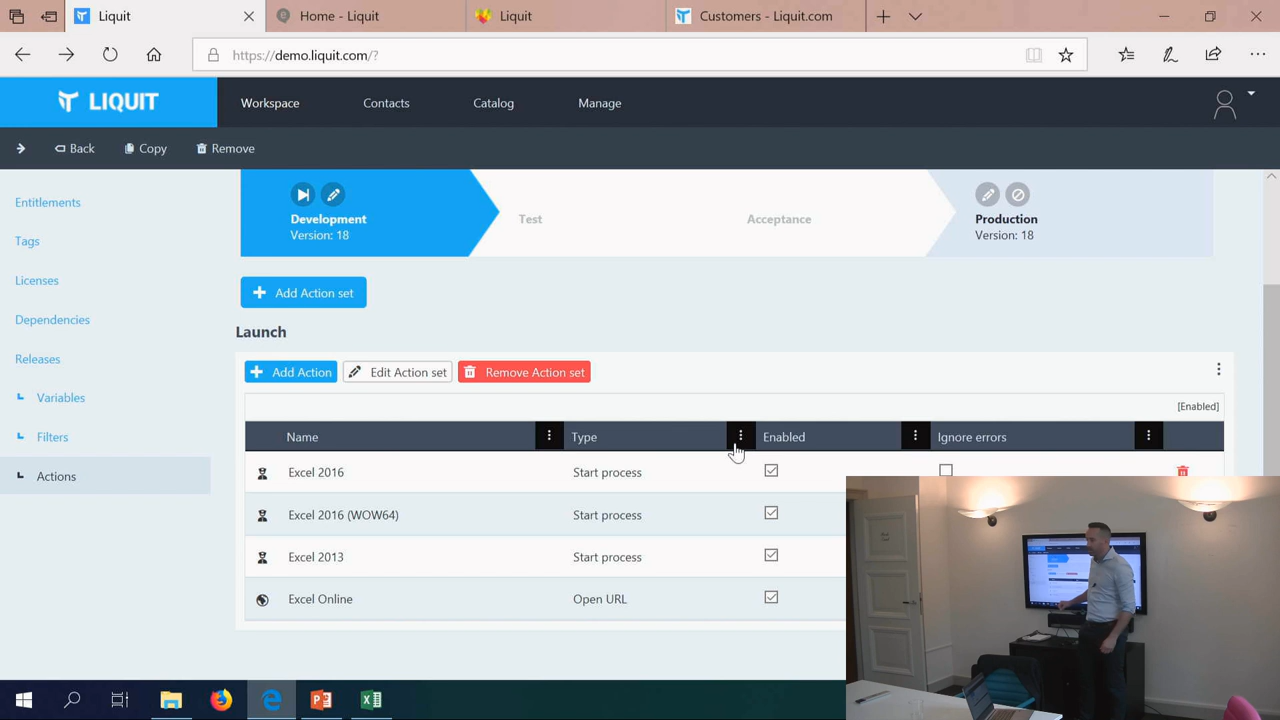 Liquit
Home - Liquit
Liquit
Customers - Liquit.com
https://demo.liquit.com/?
LIQUIT
Workspace
Contacts
Catalog
Manage
Back
Copy
Remove
Entitlements
Tags
Licenses
Dependencies
Releases
Variables
Filters
Actions
Development
Version: 18
Test
Acceptance
Production
Version: 18
Add Action set
Launch
Add Action
Edit Action set
Remove Action set
[Enabled]
Name
Type
Enabled
Ignore errors
Excel 2016
Start process
Excel 2016 (WOW64)
Start process
Excel 2013
Start process
Excel Online
Open URL